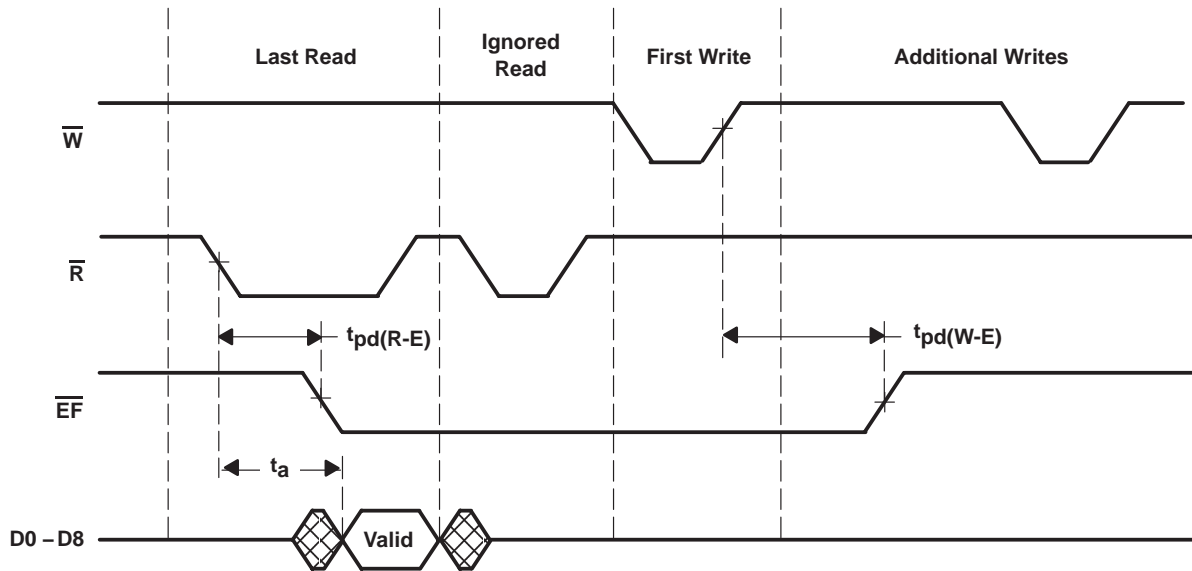 Last Read
Ignored
Read
First Write
Additional Writes
W
R
tpd(R-E)
tpd(W-E)
EF
ta
D0 – D8
Valid